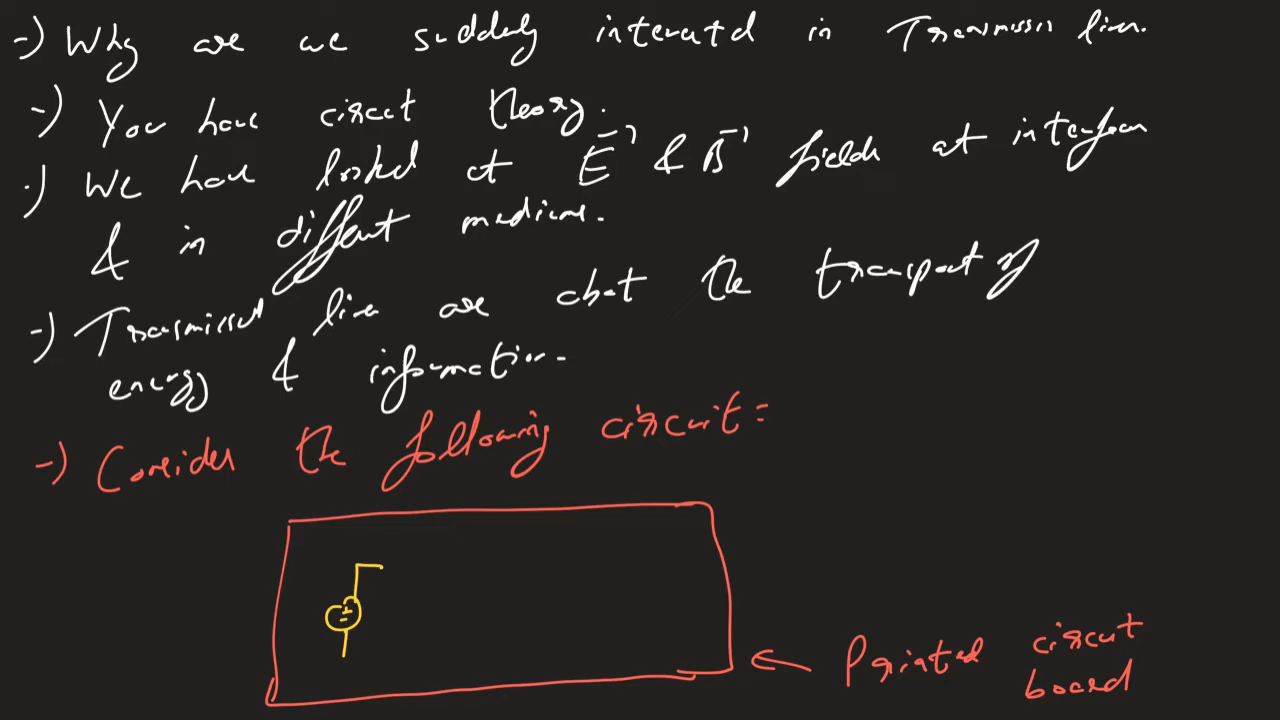 -) Why are we suddenly interested in Transmission lines.
-) You have circuit theory.
-) We have looked at E & B fields at interfaces
& in different mediums.
-) Transmission lines are about the transport of
energy & information.
-) Consider the following circuit:
Printed circuit
board